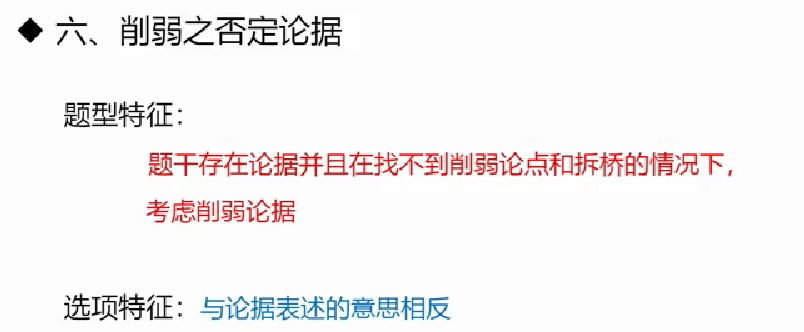 ◆ 六、削弱之否定论据
题型特征：
题干存在论据并且在找不到削弱论点和拆桥的情况下，
考虑削弱论据
选项特征：与论据表述的意思相反